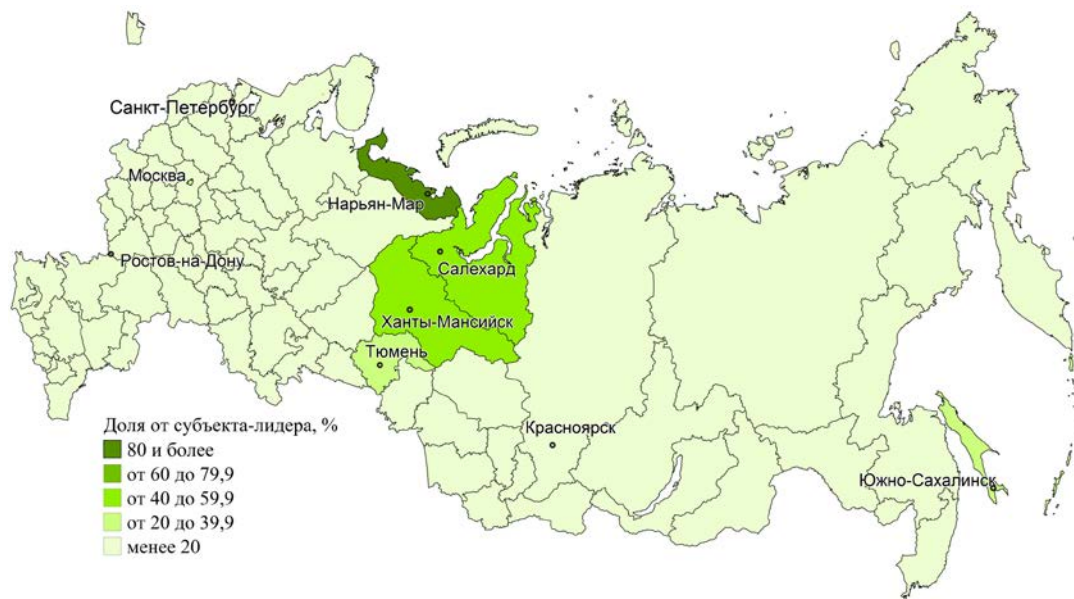 Санкт-Петербург
Москва
Нарьян-Мар
Ростов-на-Дону
Салехард
Ханты-Мансийск
Тюмень
Красноярск
Южно-Сахалинск
Доля от субъекта-лидера, %
80 и более
от 60 до 79,9
от 40 до 59,9
от 20 до 39,9
менее 20